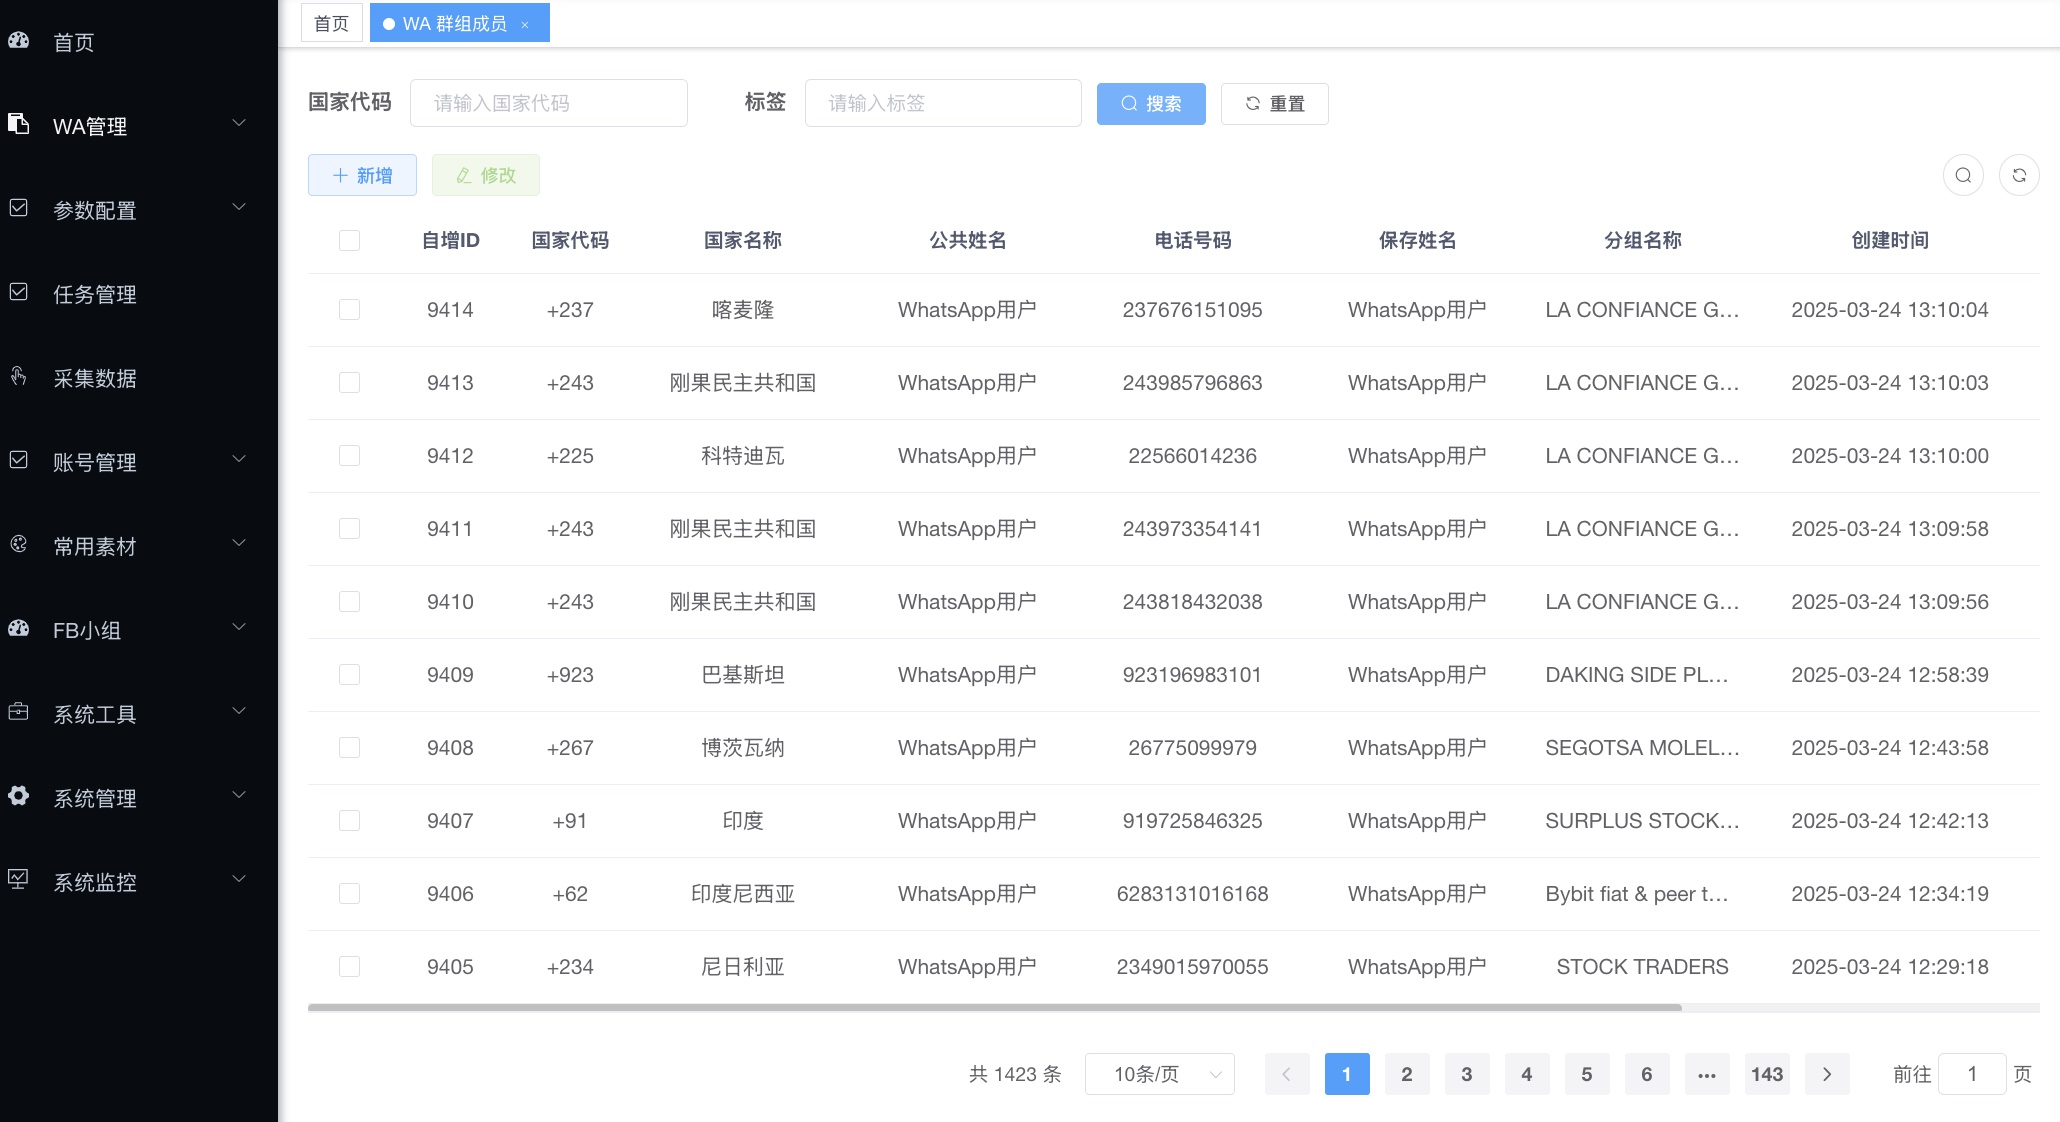 首页
WA管理
参数配置
任务管理
采集数据
账号管理
常用素材
FB小组
系统工具
系统管理
系统监控
首页 WA 群组成员 ×
国家代码 请输入国家代码 标签 请输入标签 搜索 重置
新增 修改
自增ID 国家代码 国家名称 公共姓名 电话号码 保存姓名 分组名称 创建时间
9414 +237 喀麦隆 WhatsApp用户 237676151095 WhatsApp用户 LA CONFIANCE G... 2025-03-24 13:10:04
9413 +243 刚果民主共和国 WhatsApp用户 243985796863 WhatsApp用户 LA CONFIANCE G... 2025-03-24 13:10:03
9412 +225 科特迪瓦 WhatsApp用户 22566014236 WhatsApp用户 LA CONFIANCE G... 2025-03-24 13:10:00
9411 +243 刚果民主共和国 WhatsApp用户 243973354141 WhatsApp用户 LA CONFIANCE G... 2025-03-24 13:09:58
9410 +243 刚果民主共和国 WhatsApp用户 243818432038 WhatsApp用户 LA CONFIANCE G... 2025-03-24 13:09:56
9409 +923 巴基斯坦 WhatsApp用户 923196983101 WhatsApp用户 DAKING SIDE PL... 2025-03-24 12:58:39
9408 +267 博茨瓦纳 WhatsApp用户 26775099979 WhatsApp用户 SEGOTSA MOLEL... 2025-03-24 12:43:58
9407 +91 印度 WhatsApp用户 919725846325 WhatsApp用户 SURPLUS STOCK... 2025-03-24 12:42:13
9406 +62 印度尼西亚 WhatsApp用户 6283131016168 WhatsApp用户 Bybit fiat & peer t... 2025-03-24 12:34:19
9405 +234 尼日利亚 WhatsApp用户 2349015970055 WhatsApp用户 STOCK TRADERS 2025-03-24 12:29:18
共 1423 条 10条/页 1 2 3 4 5 6 ... 143 前往 1 页